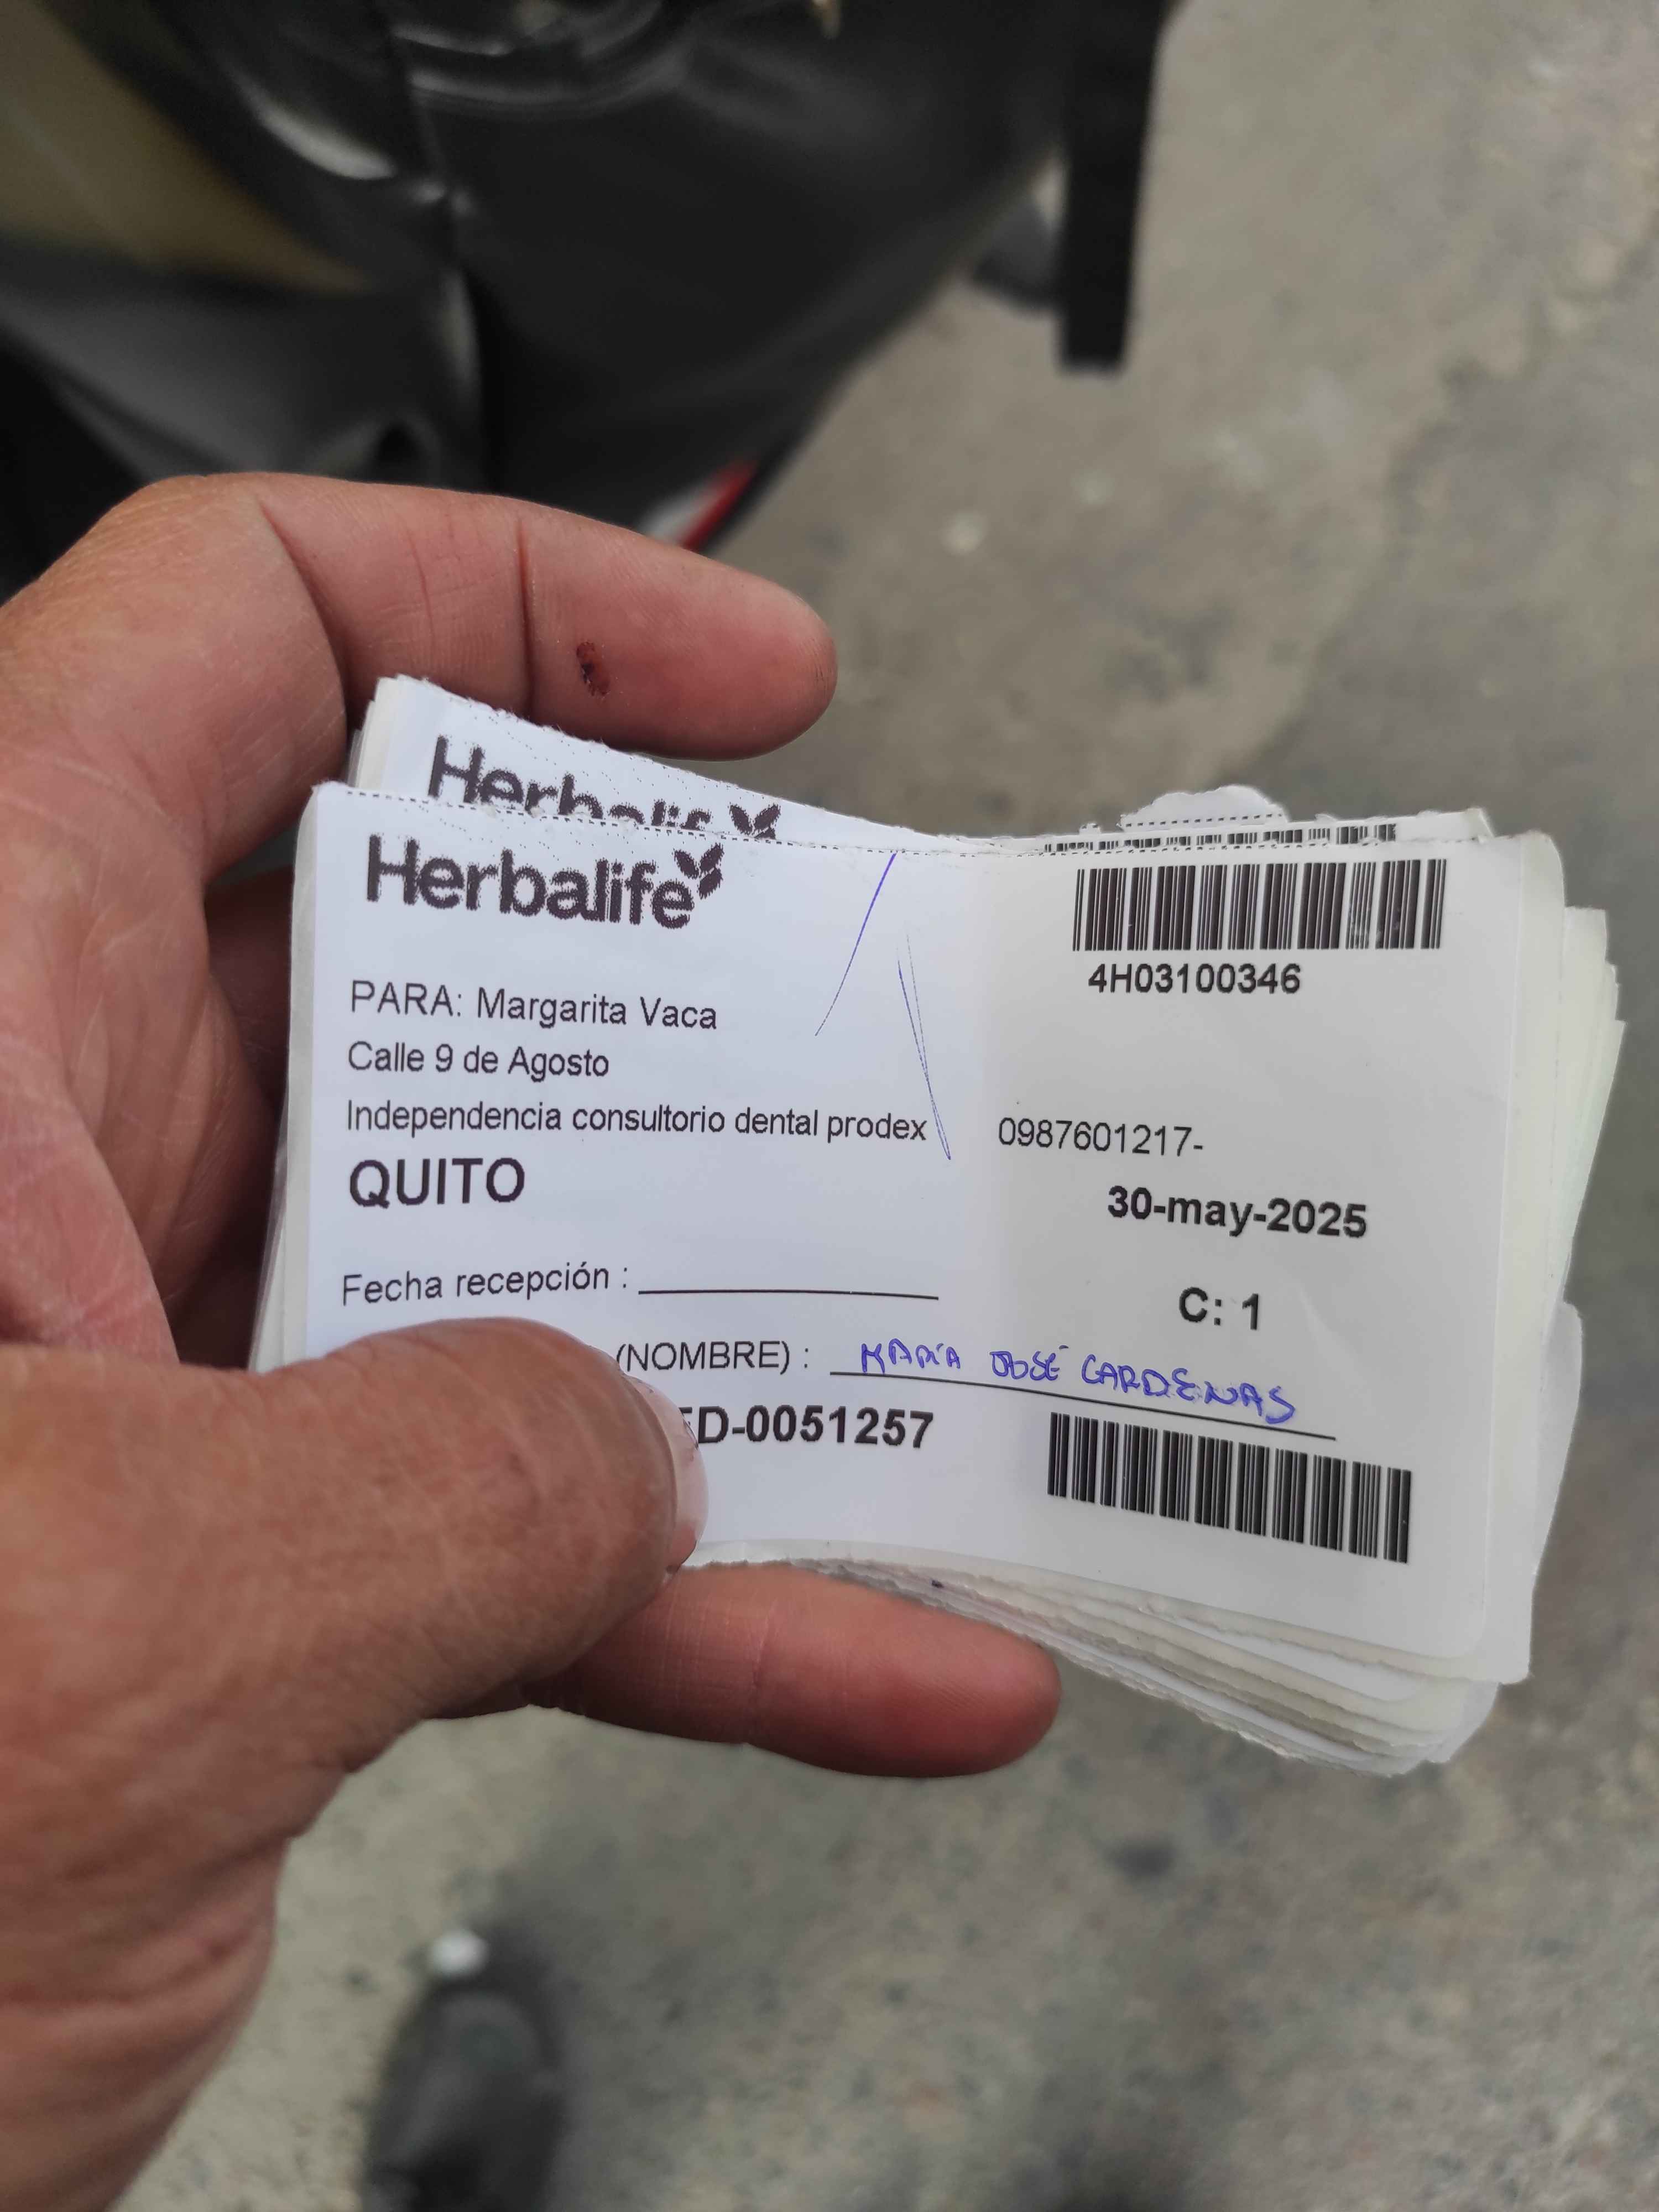 Herbalife
Herbalife
4H03100346
PARA: Margarita Vaca
Calle 9 de Agosto
Independencia consultorio dental prodex 0987601217-
QUITO
30-may-2025
Fecha recepción :
C: 1
(NOMBRE) : MARÍA JOSÉ CARDENAS
D-0051257